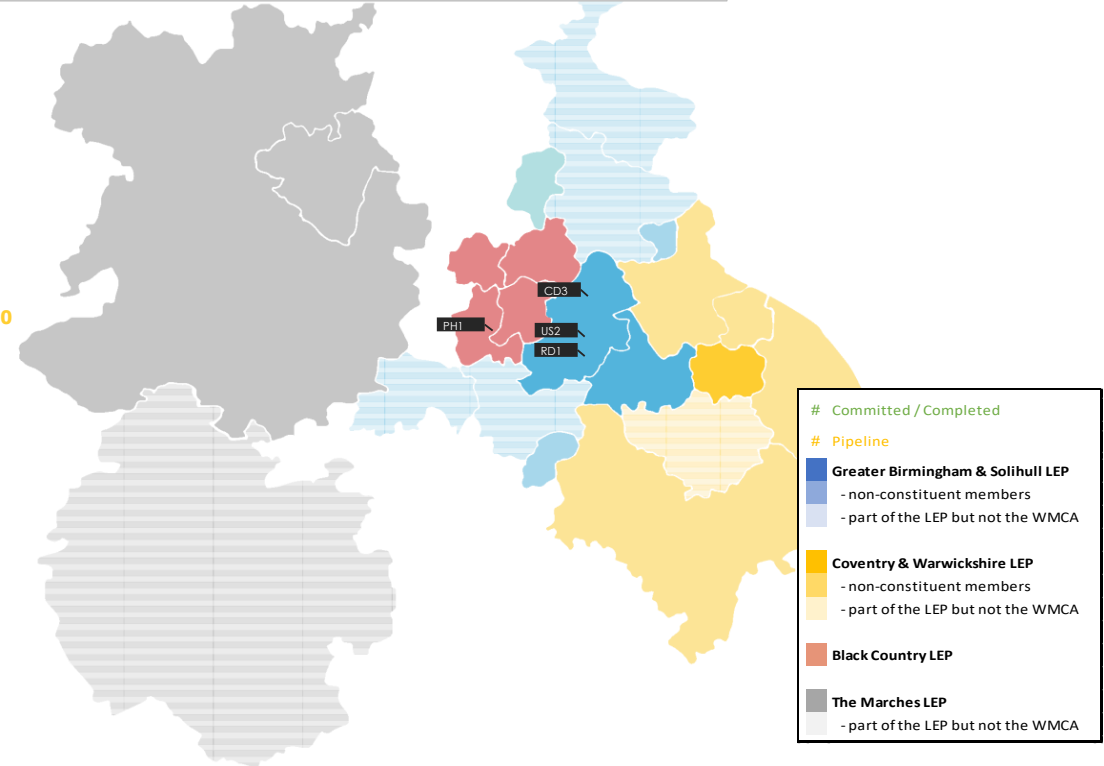 CD3
0
PH1
US2
RD1
# Committed / Completed
# Pipeline
Greater Birmingham & Solihull LEP
- non-constituent members
- part of the LEP but not the WMCA
Coventry & Warwickshire LEP
- non-constituent members
- part of the LEP but not the WMCA
Black Country LEP
The Marches LEP
- part of the LEP but not the WMCA